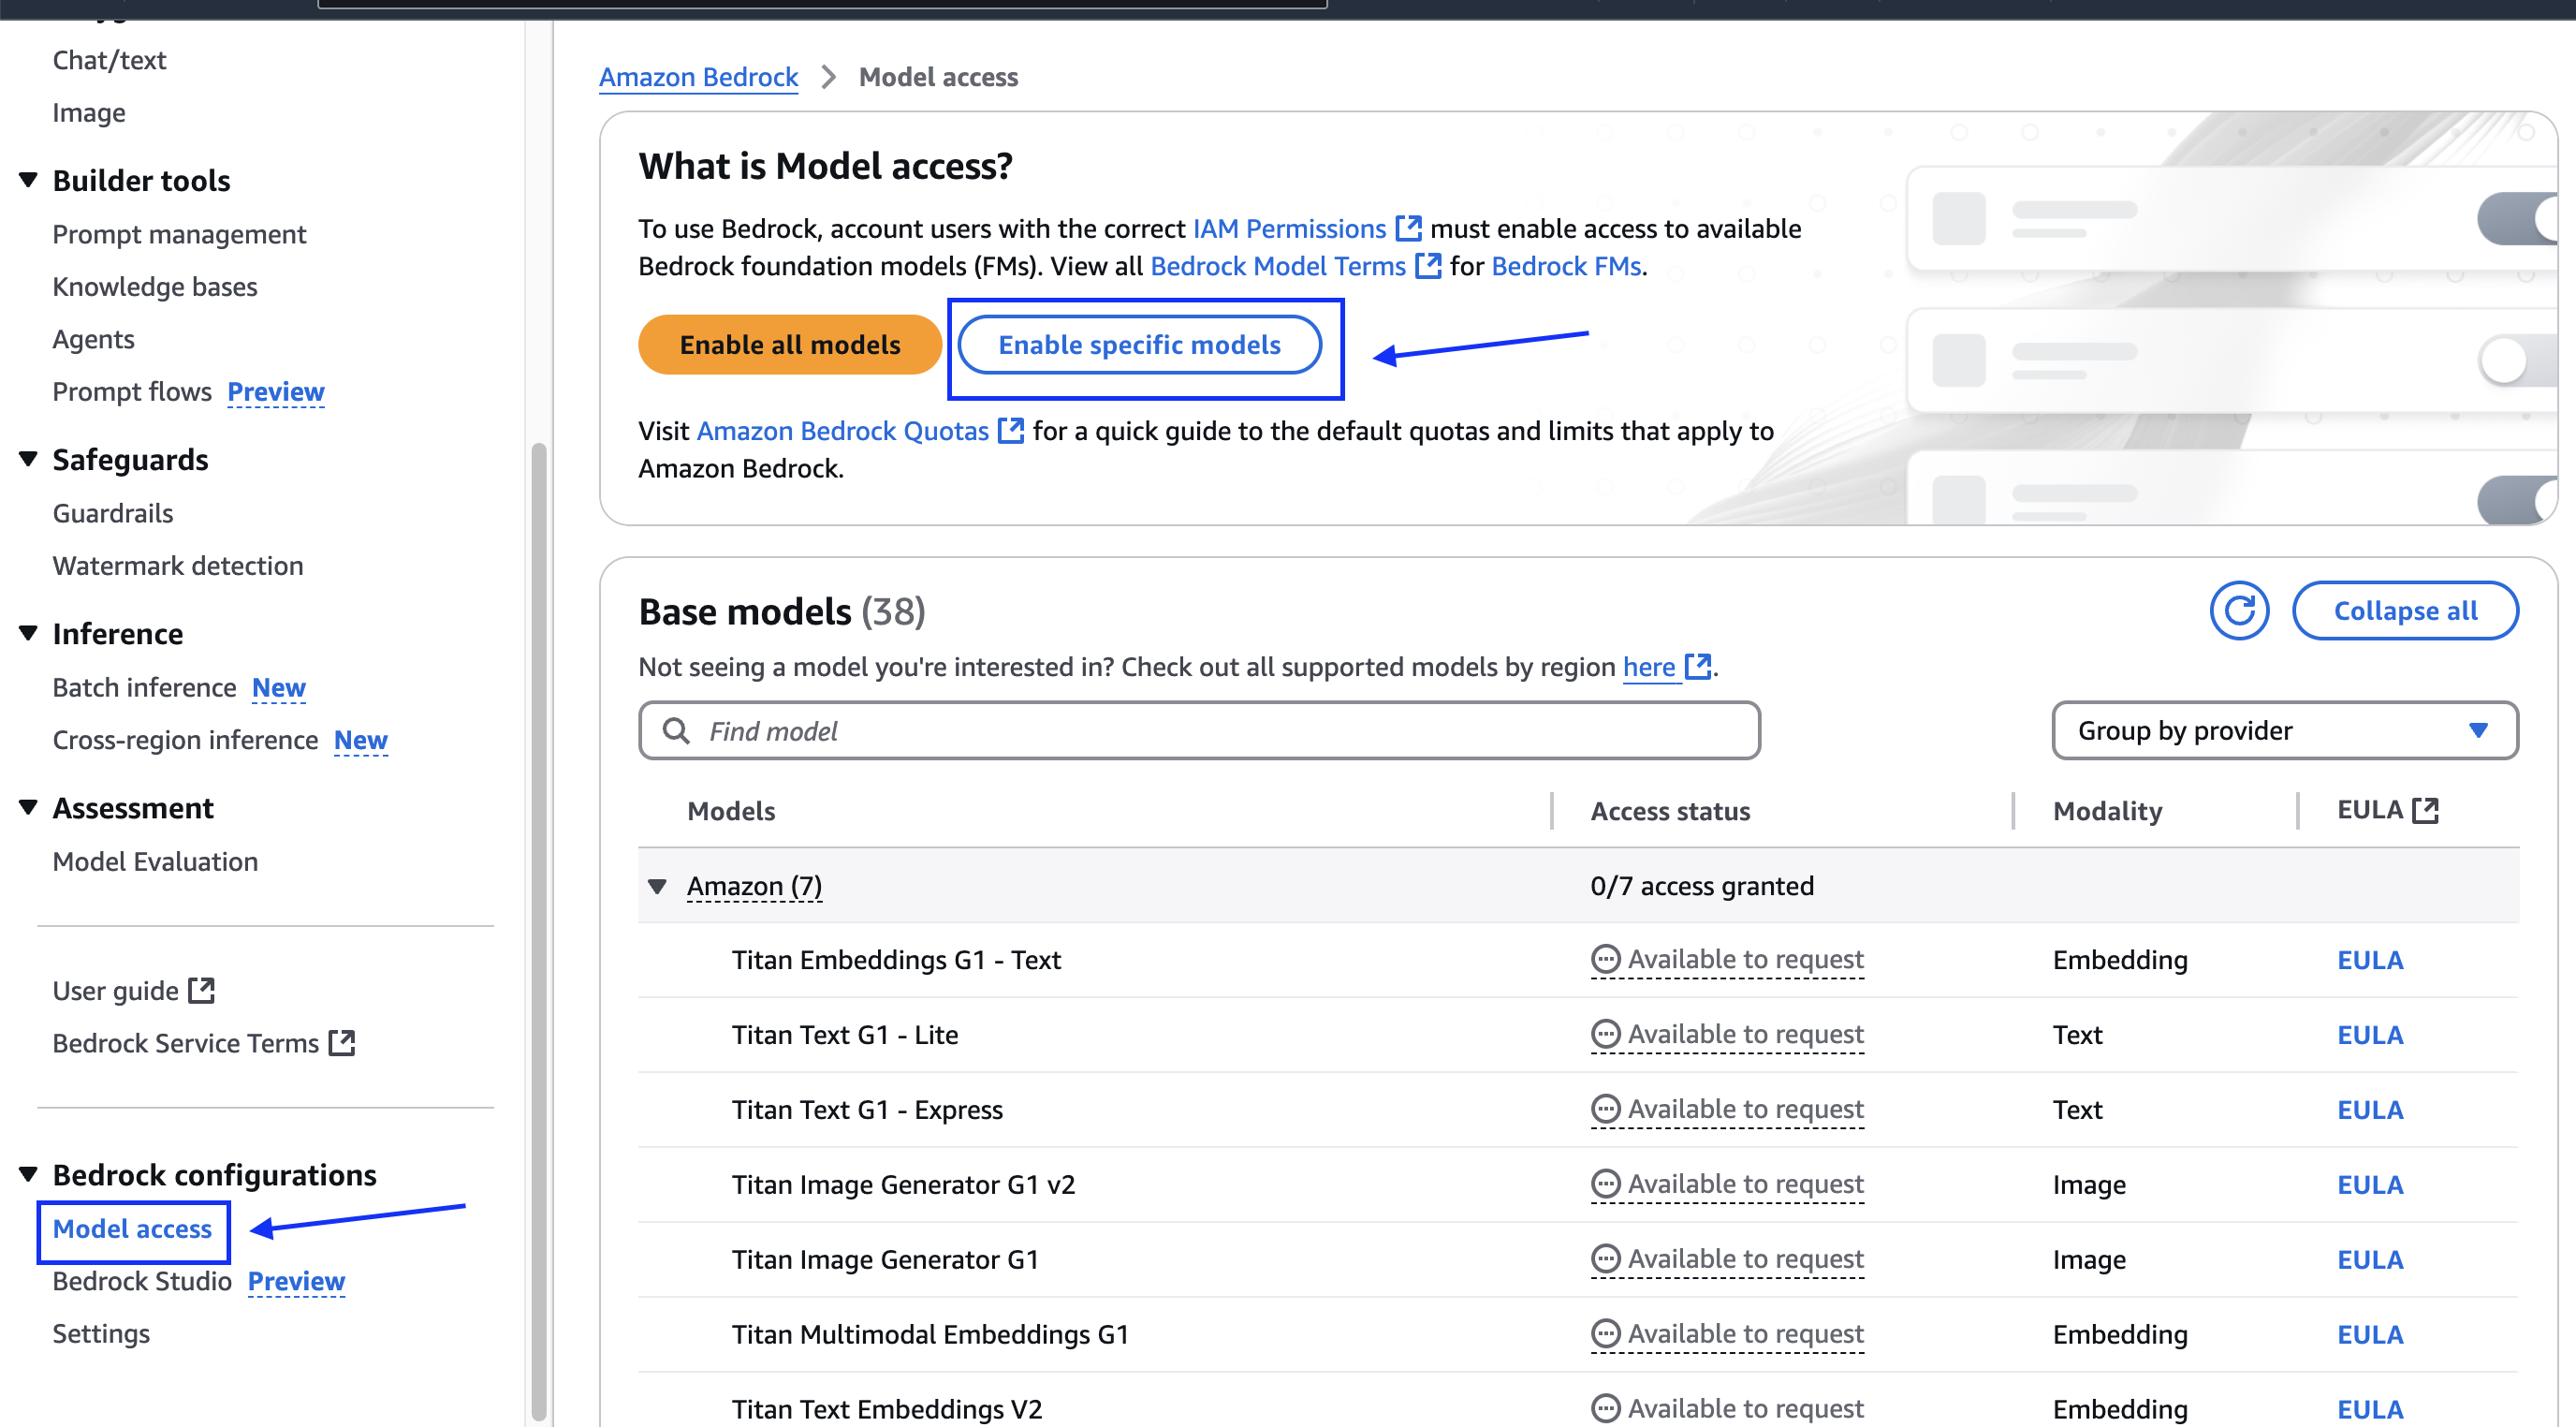 Chat/text
Image
Builder tools
Prompt management
Knowledge bases
Agents
Prompt flows Preview
Safeguards
Guardrails
Watermark detection
Inference
Batch inference New
Cross-region inference New
Assessment
Model Evaluation
User guide
Bedrock Service Terms
Bedrock configurations
Model access
Bedrock Studio Preview
Settings
Amazon Bedrock > Model access
What is Model access?
To use Bedrock, account users with the correct IAM Permissions must enable access to available
Bedrock foundation models (FMs). View all Bedrock Model Terms for Bedrock FMs.
Enable all models Enable specific models
Visit Amazon Bedrock Quotas for a quick guide to the default quotas and limits that apply to
Amazon Bedrock.
Base models (38)
Collapse all
Not seeing a model you're interested in? Check out all supported models by region here.
Find model
Group by provider
Models Access status Modality EULA
Amazon (7) 0/7 access granted
Titan Embeddings G1 - Text Available to request Embedding EULA
Titan Text G1 - Lite Available to request Text EULA
Titan Text G1 - Express Available to request Text EULA
Titan Image Generator G1 v2 Available to request Image EULA
Titan Image Generator G1 Available to request Image EULA
Titan Multimodal Embeddings G1 Available to request Embedding EULA
Titan Text Embeddings V2 Available to request Embedding EULA